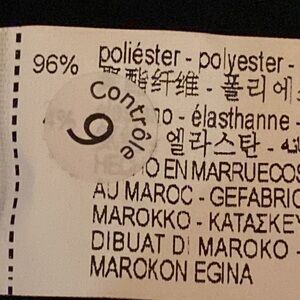 96% poliéster - polyester -
聚酯纤维 - 폴리에
Contrôle
9
- élasthanne -
엘라스탄 -
EN MARRUECOS
AU MAROC - GEFABRIC
MAROKKO - ΚΑΤΑΣΚΕΥ
DIBUAT DI MAROKO -
MAROKON EGINA